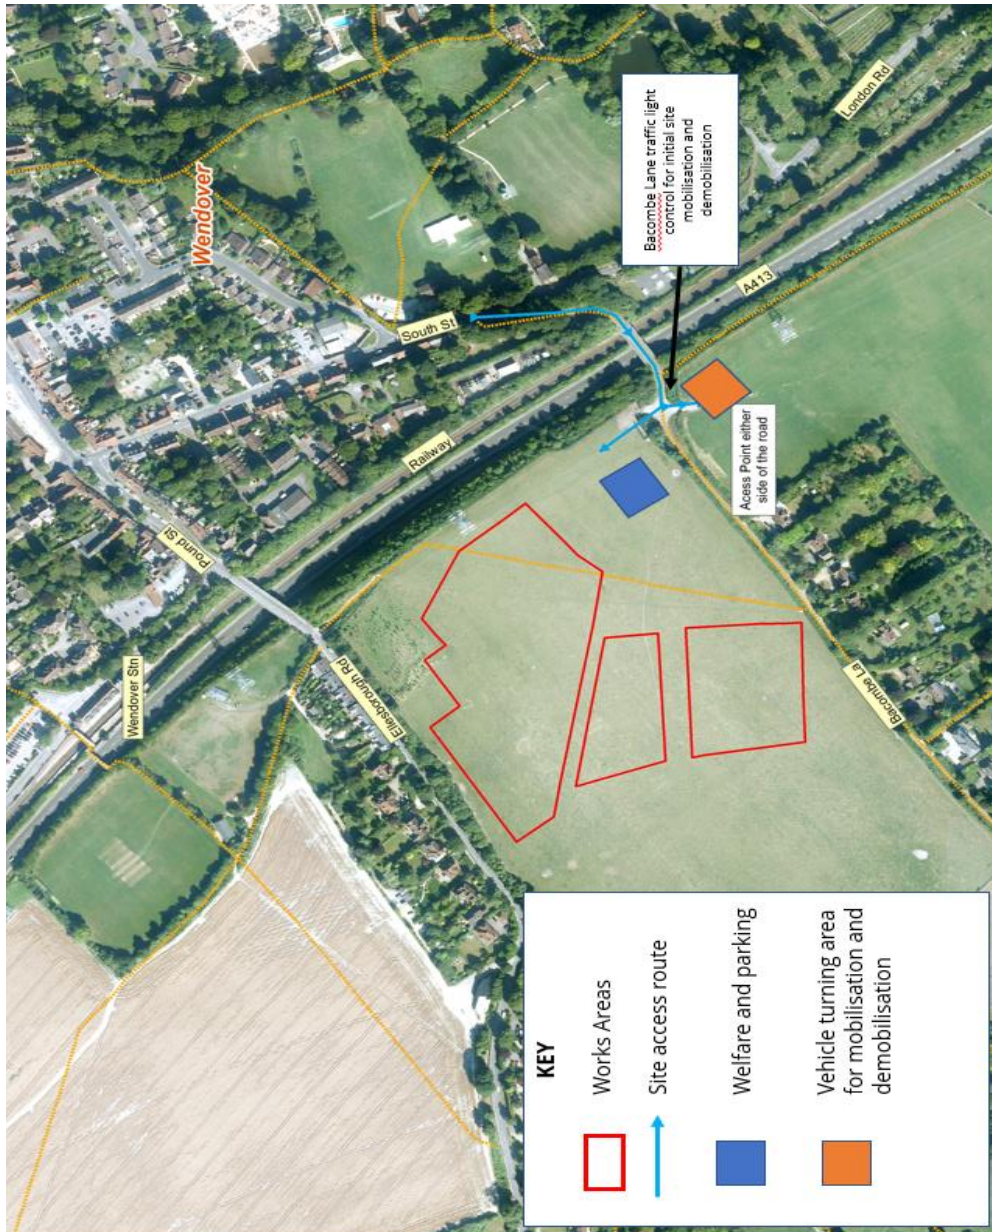 Wendover
London Rd
Bacombe Lane traffic light
control for initial site
mobilisation and
demobilisation
A413
South St
Railway
Pound St
Wendover Stn
Ellesborough Rd
Acess Point either
side of the road
Bacombe La
KEY
Works Areas
Site access route
Welfare and parking
Vehicle turning area
for mobilisation and
demobilisation